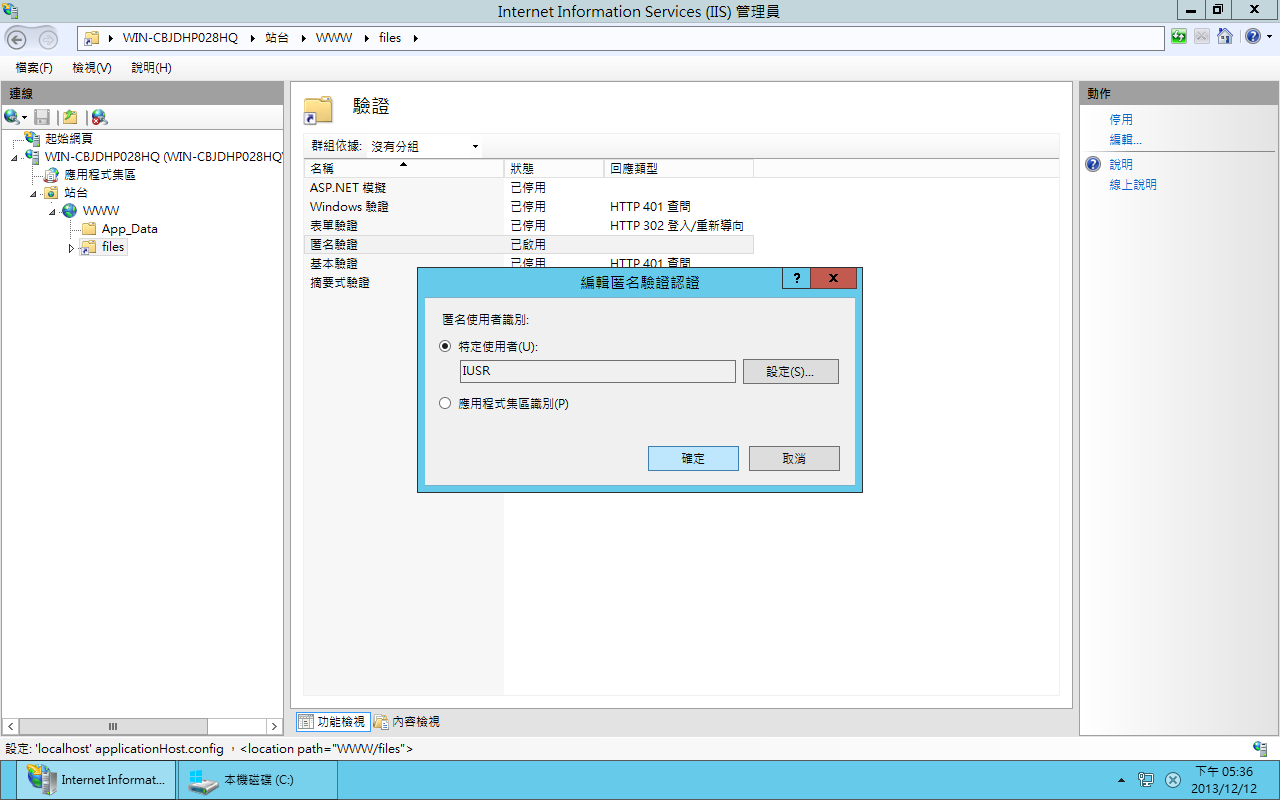 Internet Information Services (IIS) 管理員
WIN-CBJDHP028HQ 站台 WWW files
檔案(F) 檢視(V) 說明(H)
連線
起始網頁
WIN-CBJDHP028HQ (WIN-CBJDHP028HQ\
應用程式集區
站台
WWW
App_Data
files
驗證
群組依據: 沒有分組
名稱 狀態 回應類型
ASP.NET 模擬 已停用
Windows 驗證 已停用 HTTP 401 查問
表單驗證 已停用 HTTP 302 登入/重新導向
匿名驗證 已啟用
基本驗證 已停用 HTTP 401 查問
摘要式驗證
編輯匿名驗證認證
?
匿名使用者識別:
特定使用者(U):
IUSR 設定(S)...
應用程式集區識別(P)
確定 取消
功能檢視 內容檢視
動作
停用
編輯...
說明
線上說明
設定: 'localhost' applicationHost.config ，<location path="WWW/files">
Internet Informat... 本機磁碟 (C:)
下午 05:36
2013/12/12